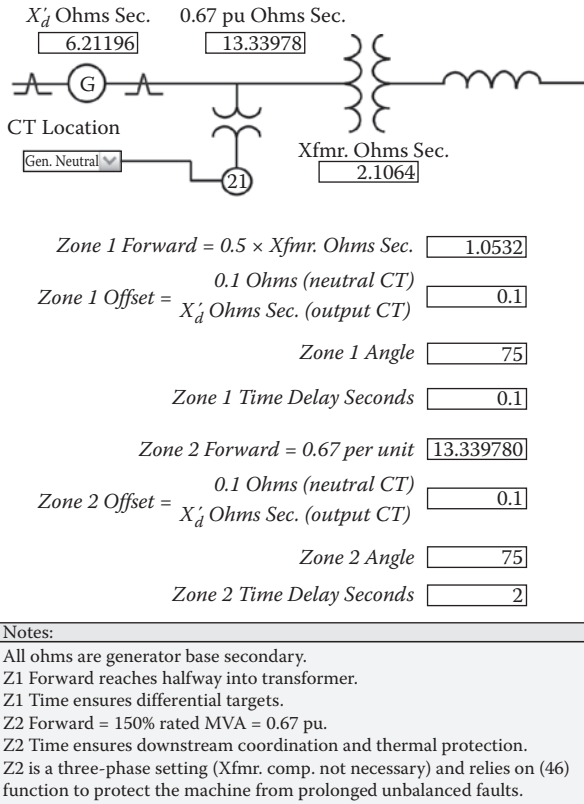 X′d Ohms Sec. 0.67 pu Ohms Sec.
6.21196 13.33978
G
CT Location
Gen. Neutral
21
Xfmr. Ohms Sec.
2.1064
Zone 1 Forward = 0.5 × Xfmr. Ohms Sec. 1.0532
0.1 Ohms (neutral CT)
Zone 1 Offset = 0.1
X′d Ohms Sec. (output CT)
Zone 1 Angle 75
Zone 1 Time Delay Seconds 0.1
Zone 2 Forward = 0.67 per unit 13.339780
0.1 Ohms (neutral CT)
Zone 2 Offset = 0.1
X′d Ohms Sec. (output CT)
Zone 2 Angle 75
Zone 2 Time Delay Seconds 2
Notes:
All ohms are generator base secondary.
Z1 Forward reaches halfway into transformer.
Z1 Time ensures differential targets.
Z2 Forward = 150% rated MVA = 0.67 pu.
Z2 Time ensures downstream coordination and thermal protection.
Z2 is a three-phase setting (Xfmr. comp. not necessary) and relies on (46)
function to protect the machine from prolonged unbalanced faults.